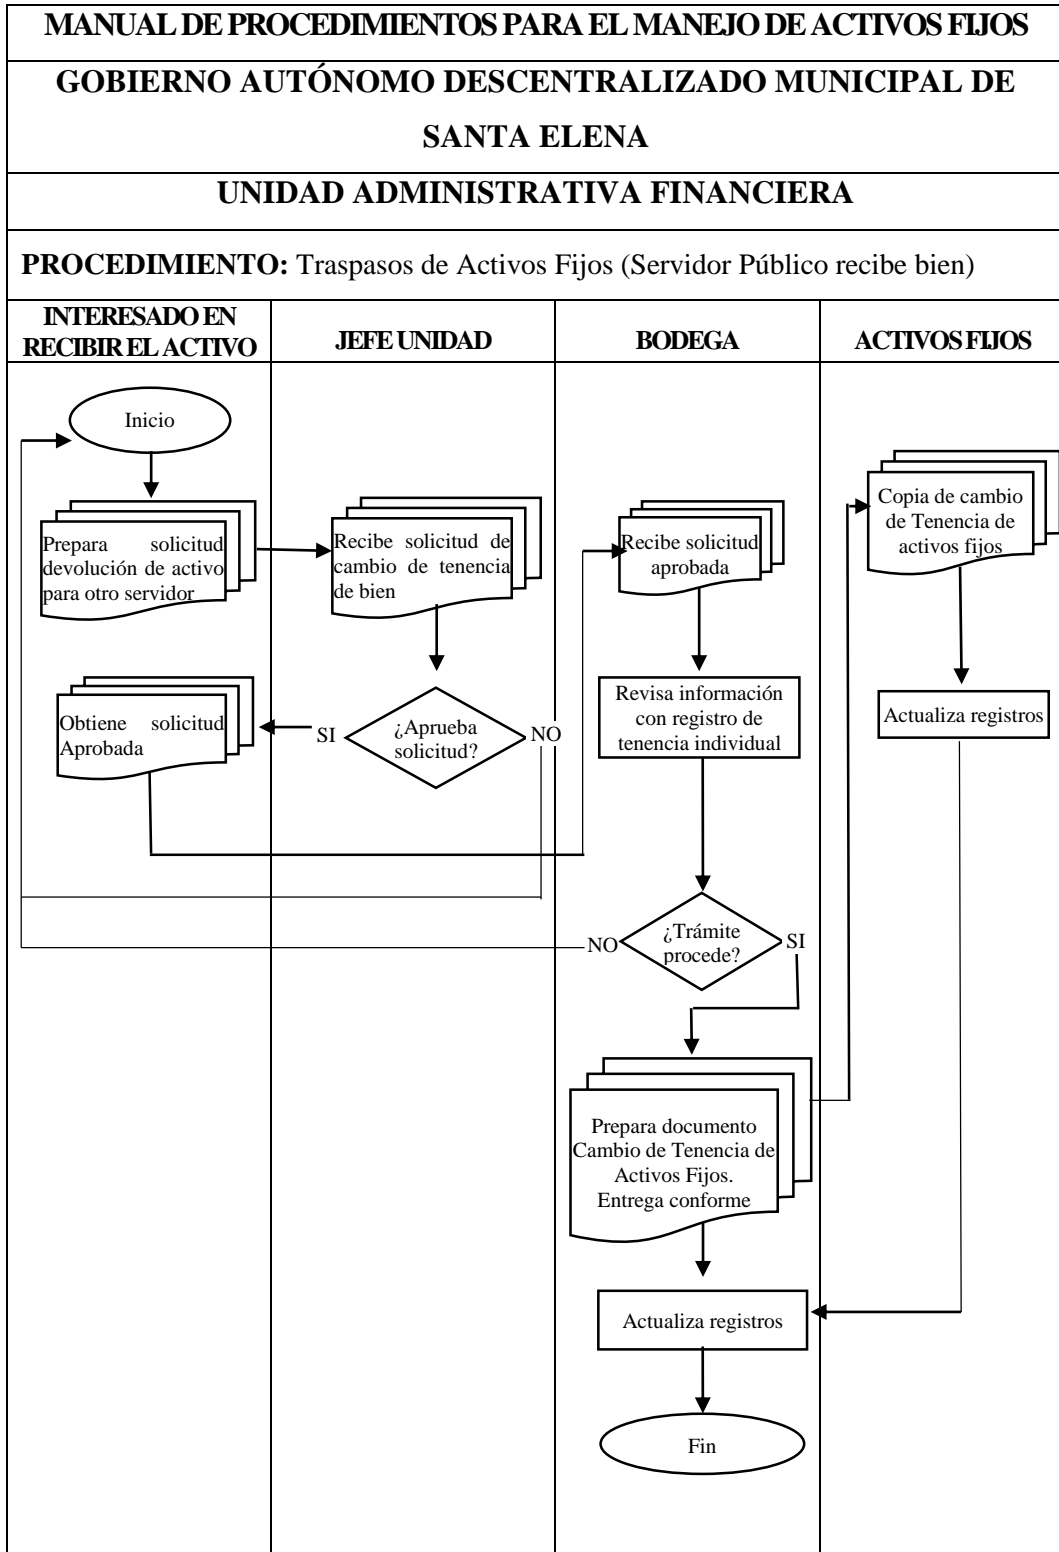 MANUAL DE PROCEDIMIENTOS PARA EL MANEJO DE ACTIVOS FIJOS
GOBIERNO AUTÓNOMO DESCENTRALIZADO MUNICIPAL DE
SANTA ELENA
UNIDAD ADMINISTRATIVA FINANCIERA
PROCEDIMIENTO: Traspasos de Activos Fijos (Servidor Público recibe bien)
INTERESADO EN
RECIBIR EL ACTIVO
JEFE UNIDAD
BODEGA
ACTIVOS FIJOS
Inicio
Prepara solicitud
devolución de activo
para otro servidor
Recibe solicitud de
cambio de tenencia
de bien
Recibe solicitud
aprobada
Copia de cambio
de Tenencia de
activos fijos
Obtiene solicitud
Aprobada
SI
¿Aprueba
solicitud?
NO
Revisa información
con registro de
tenencia individual
Actualiza registros
NO
¿Trámite
procede?
SI
Prepara documento
Cambio de Tenencia de
Activos Fijos.
Entrega conforme
Actualiza registros
Fin